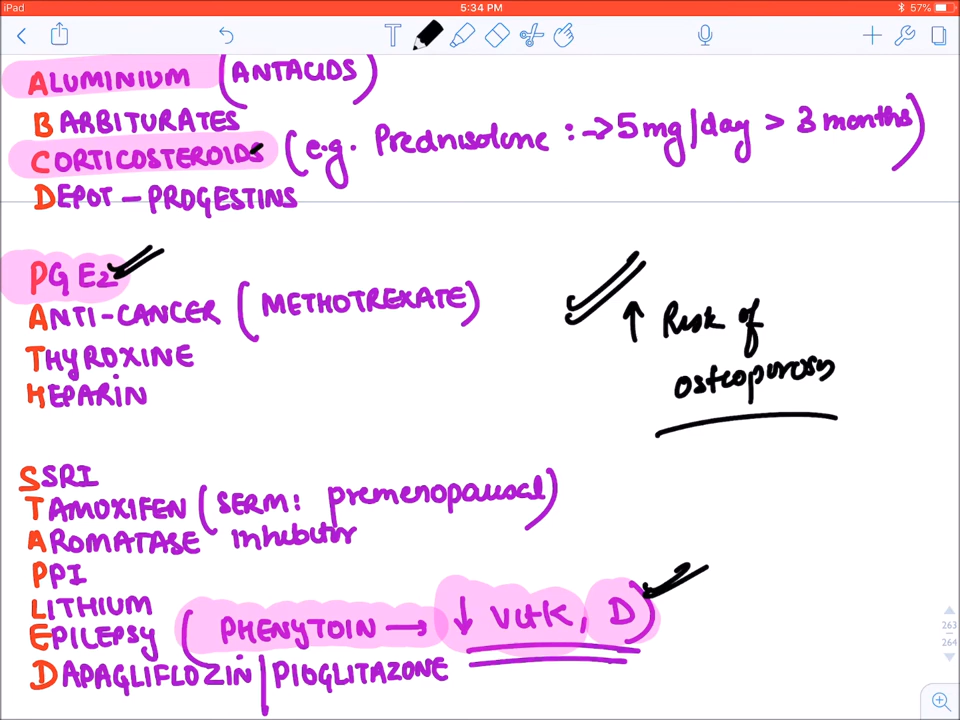 iPad 5:34 PM 57%
T
ALUMINIUM (ANTACIDS)
BARBITURATES
CORTICOSTEROIDS (e.g. Prednisolone :→ 5mg/day > 3 months)
DEPOT - PROGESTINS
PGE2
ANTI-CANCER (METHOTREXATE)
↑ Risk of
THYROXINE
osteoporosis
HEPARIN
SSRI
TAMOXIFEN (SERM: premenopausal)
AROMATASE inhibitor
PPI
LITHIUM
EPILEPSY (PHENYTOIN → ↓ Vit K, D)
DAPAGLIFLOZIN | PIOGLITAZONE
263
264